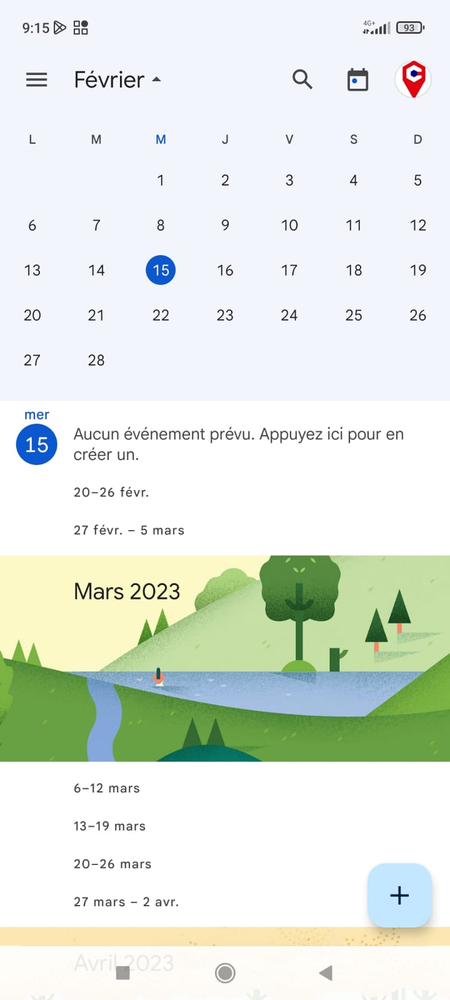 9:15 4G+ 93
Février
L M M J V S D
1 2 3 4 5
6 7 8 9 10 11 12
13 14 15 16 17 18 19
20 21 22 23 24 25 26
27 28
mer
15
Aucun événement prévu. Appuyez ici pour en
créer un.
20–26 févr.
27 févr. – 5 mars
Mars 2023
6–12 mars
13–19 mars
20–26 mars
27 mars – 2 avr.
Avril 2023